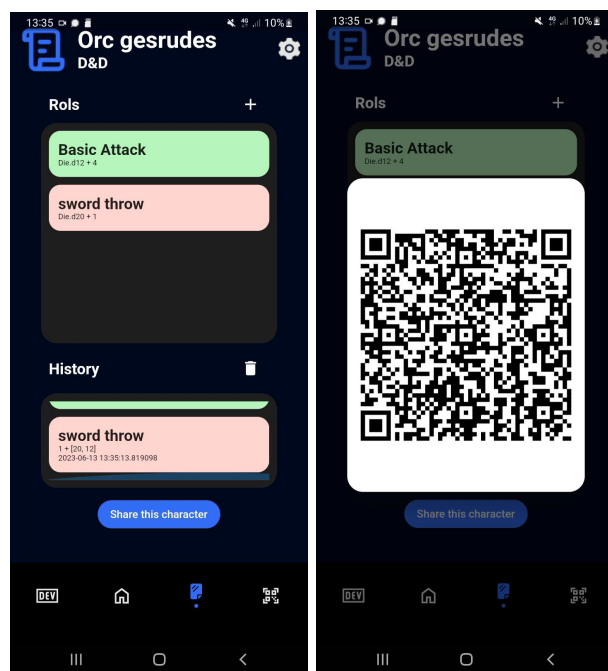 13:35
10%
Orc gesrudes
D&D
Rols
+
Basic Attack
Die.d12 + 4
sword throw
Die.d20 + 1
History
sword throw
1 + [20, 12]
2023-06-13 13:35:13.819098
Share this character
DEV
13:35
10%
Orc gesrudes
D&D
Rols
+
Basic Attack
Die.d12 + 4
Share this character
DEV